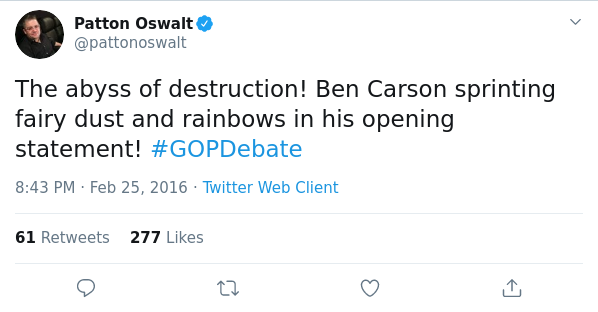 Patton Oswalt
@pattonoswalt
The abyss of destruction! Ben Carson sprinting
fairy dust and rainbows in his opening
statement! #GOPDebate
8:43 PM · Feb 25, 2016 · Twitter Web Client
61 Retweets 277 Likes